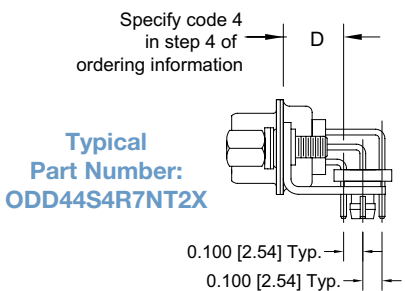 Specify code 4
in step 4 of
ordering information
D
Typical
Part Number:
ODD44S4R7NT2X
0.100 [2.54] Typ.
0.100 [2.54] Typ.